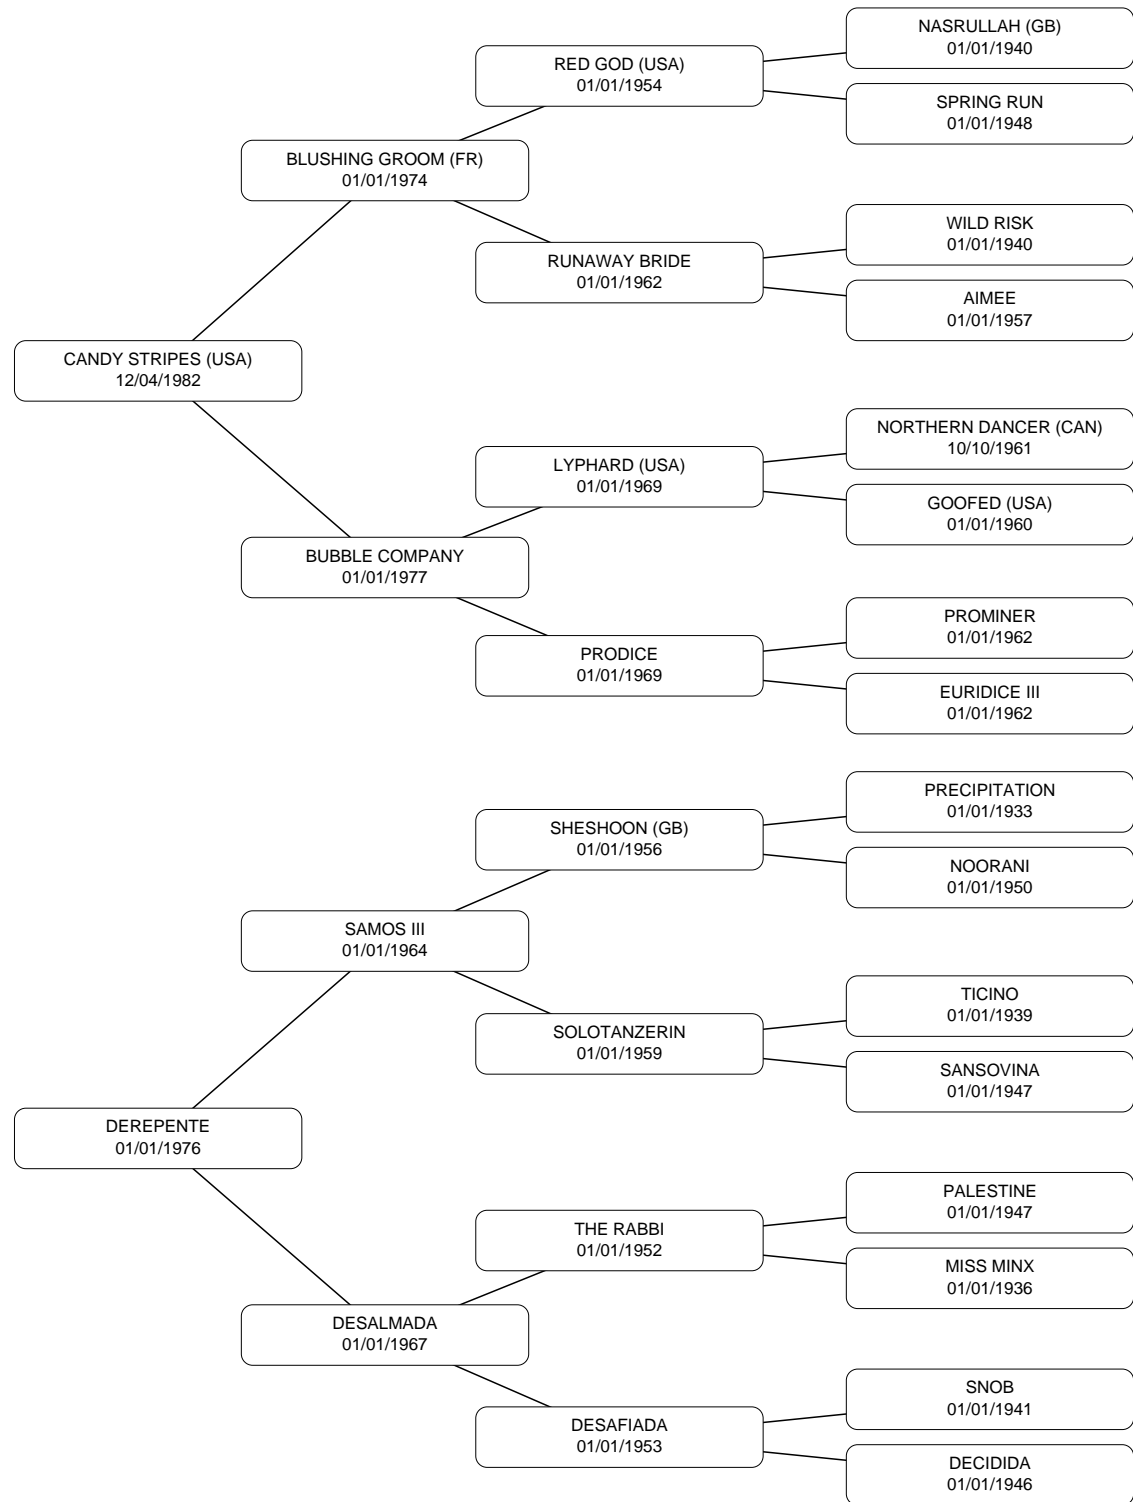 NASRULLAH (GB)
01/01/1940
RED GOD (USA)
01/01/1954
SPRING RUN
01/01/1948
BLUSHING GROOM (FR)
01/01/1974
WILD RISK
01/01/1940
RUNAWAY BRIDE
01/01/1962
AIMEE
01/01/1957
CANDY STRIPES (USA)
12/04/1982
NORTHERN DANCER (CAN)
10/10/1961
LYPHARD (USA)
01/01/1969
GOOFED (USA)
01/01/1960
BUBBLE COMPANY
01/01/1977
PROMINER
01/01/1962
PRODICE
01/01/1969
EURIDICE III
01/01/1962
PRECIPITATION
01/01/1933
SHESHOON (GB)
01/01/1956
NOORANI
01/01/1950
SAMOS III
01/01/1964
TICINO
01/01/1939
SOLOTANZERIN
01/01/1959
SANSOVINA
01/01/1947
DEREPENTE
01/01/1976
PALESTINE
01/01/1947
THE RABBI
01/01/1952
MISS MINX
01/01/1936
DESALMADA
01/01/1967
SNOB
01/01/1941
DESAFIADA
01/01/1953
DECIDIDA
01/01/1946